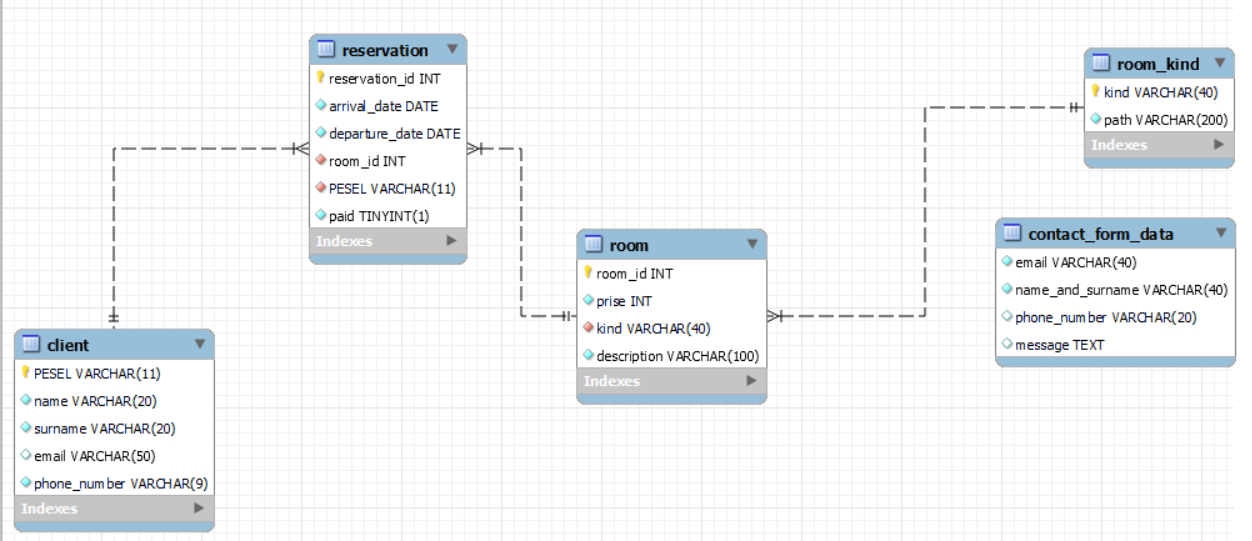 reservation
reservation_id INT
arrival_date DATE
departure_date DATE
room_id INT
PESEL VARCHAR(11)
paid TINYINT(1)
Indexes
room_kind
kind VARCHAR(40)
path VARCHAR(200)
Indexes
contact_form_data
email VARCHAR(40)
name_and_surname VARCHAR(40)
phone_number VARCHAR(20)
message TEXT
room
room_id INT
prise INT
kind VARCHAR(40)
description VARCHAR(100)
Indexes
client
PESEL VARCHAR(11)
name VARCHAR(20)
surname VARCHAR(20)
email VARCHAR(50)
phone_number VARCHAR(9)
Indexes